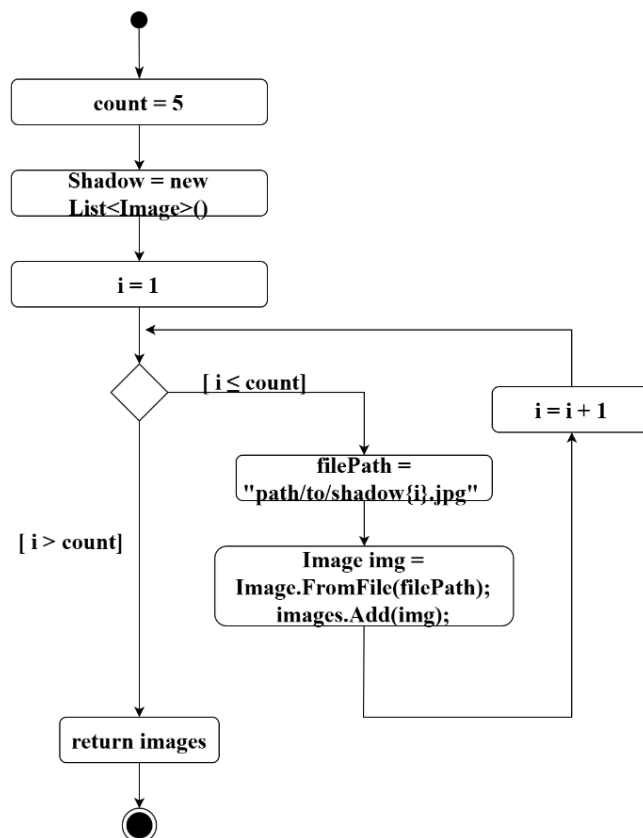 count = 5
Shadow = new
List<Image>()
i = 1
[ i ≤ count]
i = i + 1
filePath =
"path/to/shadow{i}.jpg"
[ i > count]
Image img =
Image.FromFile(filePath);
images.Add(img);
return images